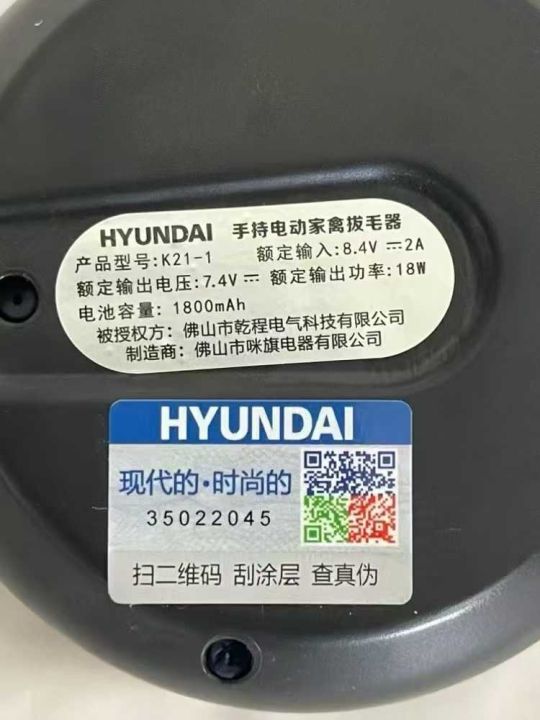 HYUNDAI 手持电动家禽拔毛器
产品型号:K21-1 额定输入:8.4V⎓2A
额定输出电压:7.4V⎓ 额定输出功率:18W
电池容量: 1800mAh
被授权方: 佛山市乾程电气科技有限公司
制造商: 佛山市咪旗电器有限公司
HYUNDAI
现代的·时尚的
35022045
扫二维码 刮涂层 查真伪